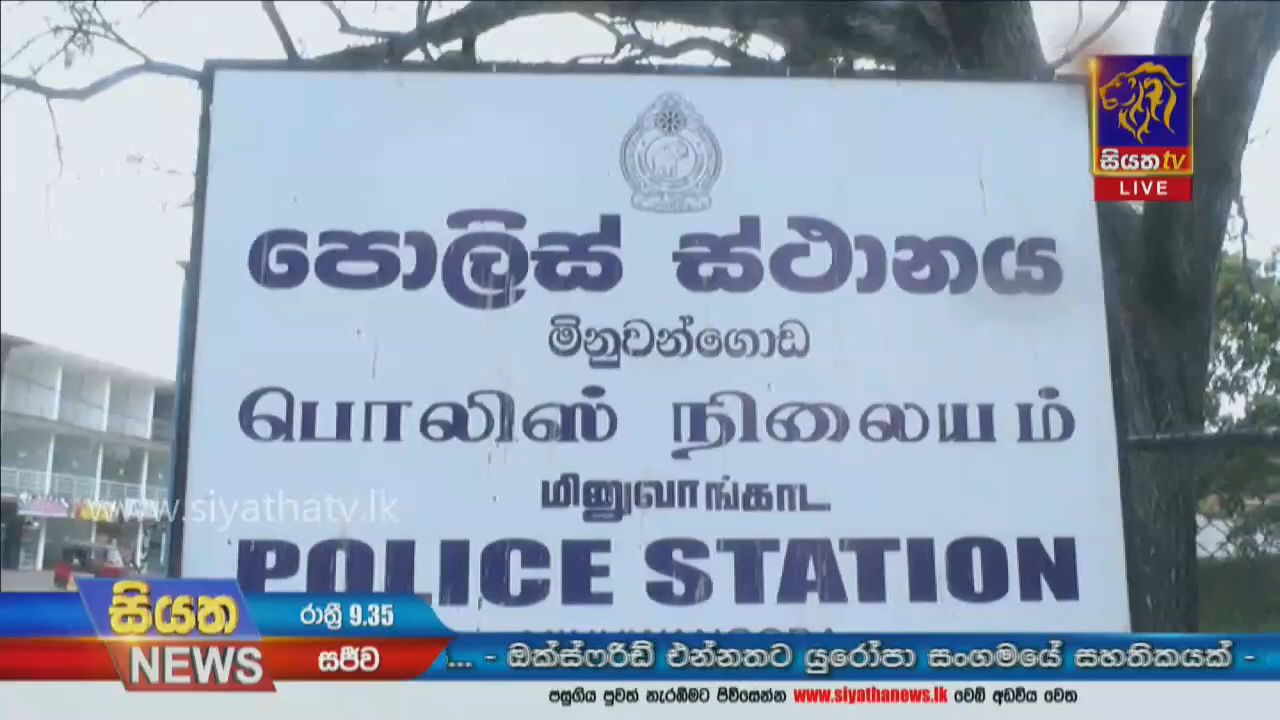 සියත tv
LIVE
පොලිස් ස්ථානය
මිනුවන්ගොඩ
பொலிஸ் நிலையம்
மினுவாங்கொட
www.siyathatv.lk
POLICE STATION
සියත
NEWS
රාත්‍රී 9.35
සජීව
... - ඔක්ස්ෆර්ඩ් එන්නතට යුරෝපා සංගමයේ සහතිකයක් -
පසුගිය පුවත් නැරඹීමට පිවිසෙන්න www.siyathanews.lk වෙබ් අඩවිය වෙත